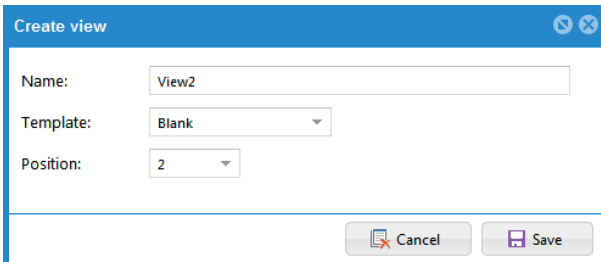 Create view
Name: View2
Template: Blank
Position: 2
Cancel Save